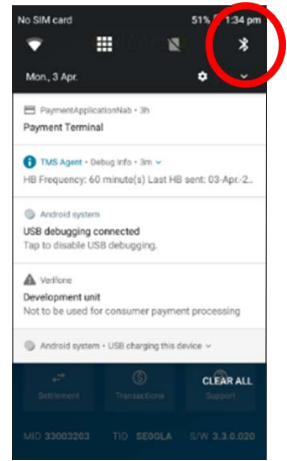 No SIM card 51% 1:34 pm
Mon., 3 Apr.
PaymentApplicationNab • 3h
Payment Terminal
TMS Agent • Debug Info • 3m
HB Frequency: 60 minute(s) Last HB sent: 03-Apr.-2..
Android system
USB debugging connected
Tap to disable USB debugging.
Verifone
Development unit
Not to be used for consumer payment processing
Android system • USB charging this device
CLEAR ALL
Settlement Transactions Support
MID 33003203 TID SE0GLA S/W 3.3.0.020